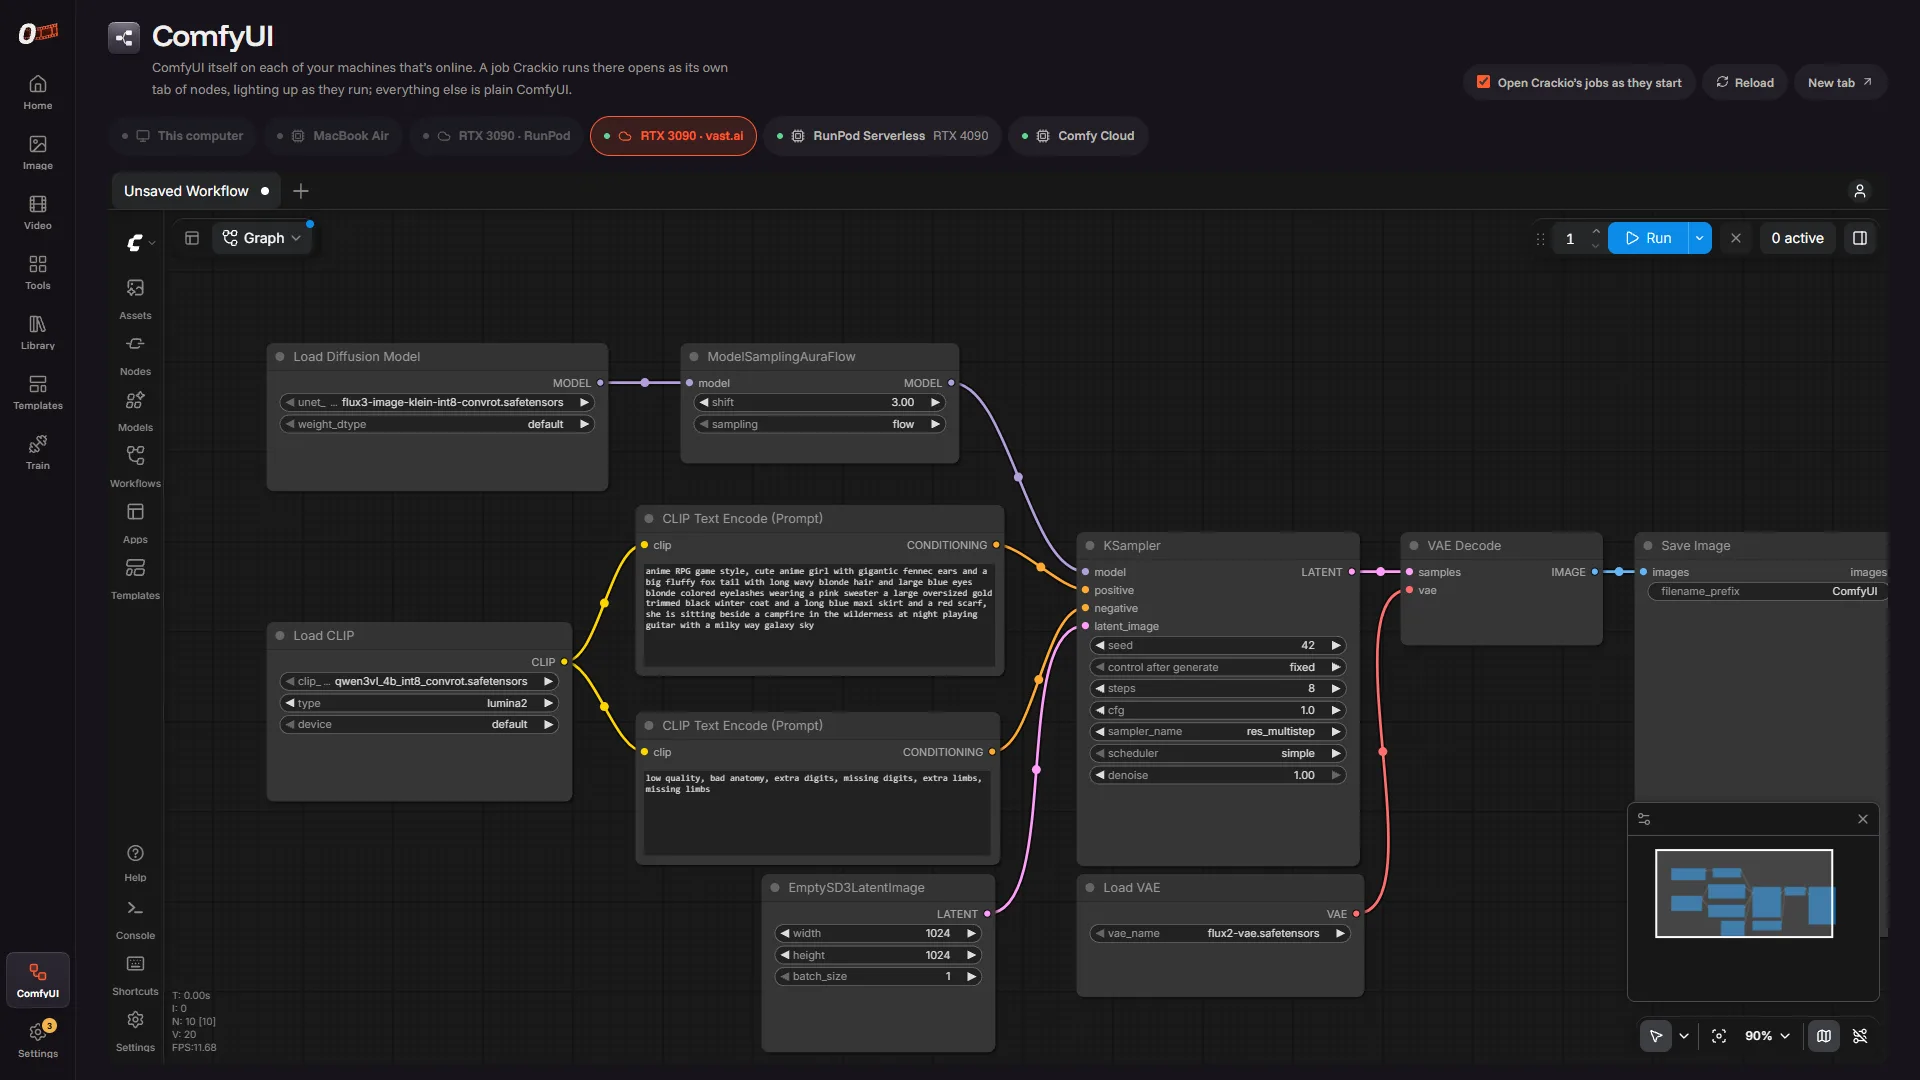 ComfyUI
ComfyUI itself on each of your machines that's online. A job Crackio runs there opens as its own
tab of nodes, lighting up as they run; everything else is plain ComfyUI.
Open Crackio's jobs as they start
Reload
New tab
This computer
MacBook Air
RTX 3090 · RunPod
RTX 3090 · vast.ai
RunPod Serverless RTX 4090
Comfy Cloud
Home
Image
Video
Tools
Library
Templates
Train
ComfyUI
3
Settings
Unsaved Workflow
Graph
1
Run
0 active
Assets
Nodes
Models
Workflows
Apps
Templates
Help
Console
Shortcuts
Settings
Load Diffusion Model
MODEL
unet_ ... flux3-image-klein-int8-convrot.safetensors
weight_dtype default
ModelSamplingAuraFlow
model MODEL
shift 3.00
sampling flow
CLIP Text Encode (Prompt)
clip CONDITIONING
anime RPG game style, cute anime girl with gigantic fennec ears and a
big fluffy fox tail with long wavy blonde hair and large blue eyes
blonde colored eyelashes wearing a pink sweater a large oversized gold
trimmed black winter coat and a long blue maxi skirt and a red scarf,
she is sitting beside a campfire in the wilderness at night playing
guitar with a milky way galaxy sky
Load CLIP
CLIP
clip_ ... qwen3vl_4b_int8_convrot.safetensors
type lumina2
device default
CLIP Text Encode (Prompt)
clip CONDITIONING
low quality, bad anatomy, extra digits, missing digits, extra limbs,
missing limbs
EmptySD3LatentImage
LATENT
width 1024
height 1024
batch_size 1
KSampler
model LATENT
positive
negative
latent_image
seed 42
control after generate fixed
steps 8
cfg 1.0
sampler_name res_multistep
scheduler simple
denoise 1.00
Load VAE
VAE
vae_name flux2-vae.safetensors
VAE Decode
samples IMAGE
vae
Save Image
images images
filename_prefix ComfyUI
T: 0.00s
I: 0
N: 10 [10]
V: 20
FPS:11.68
90%